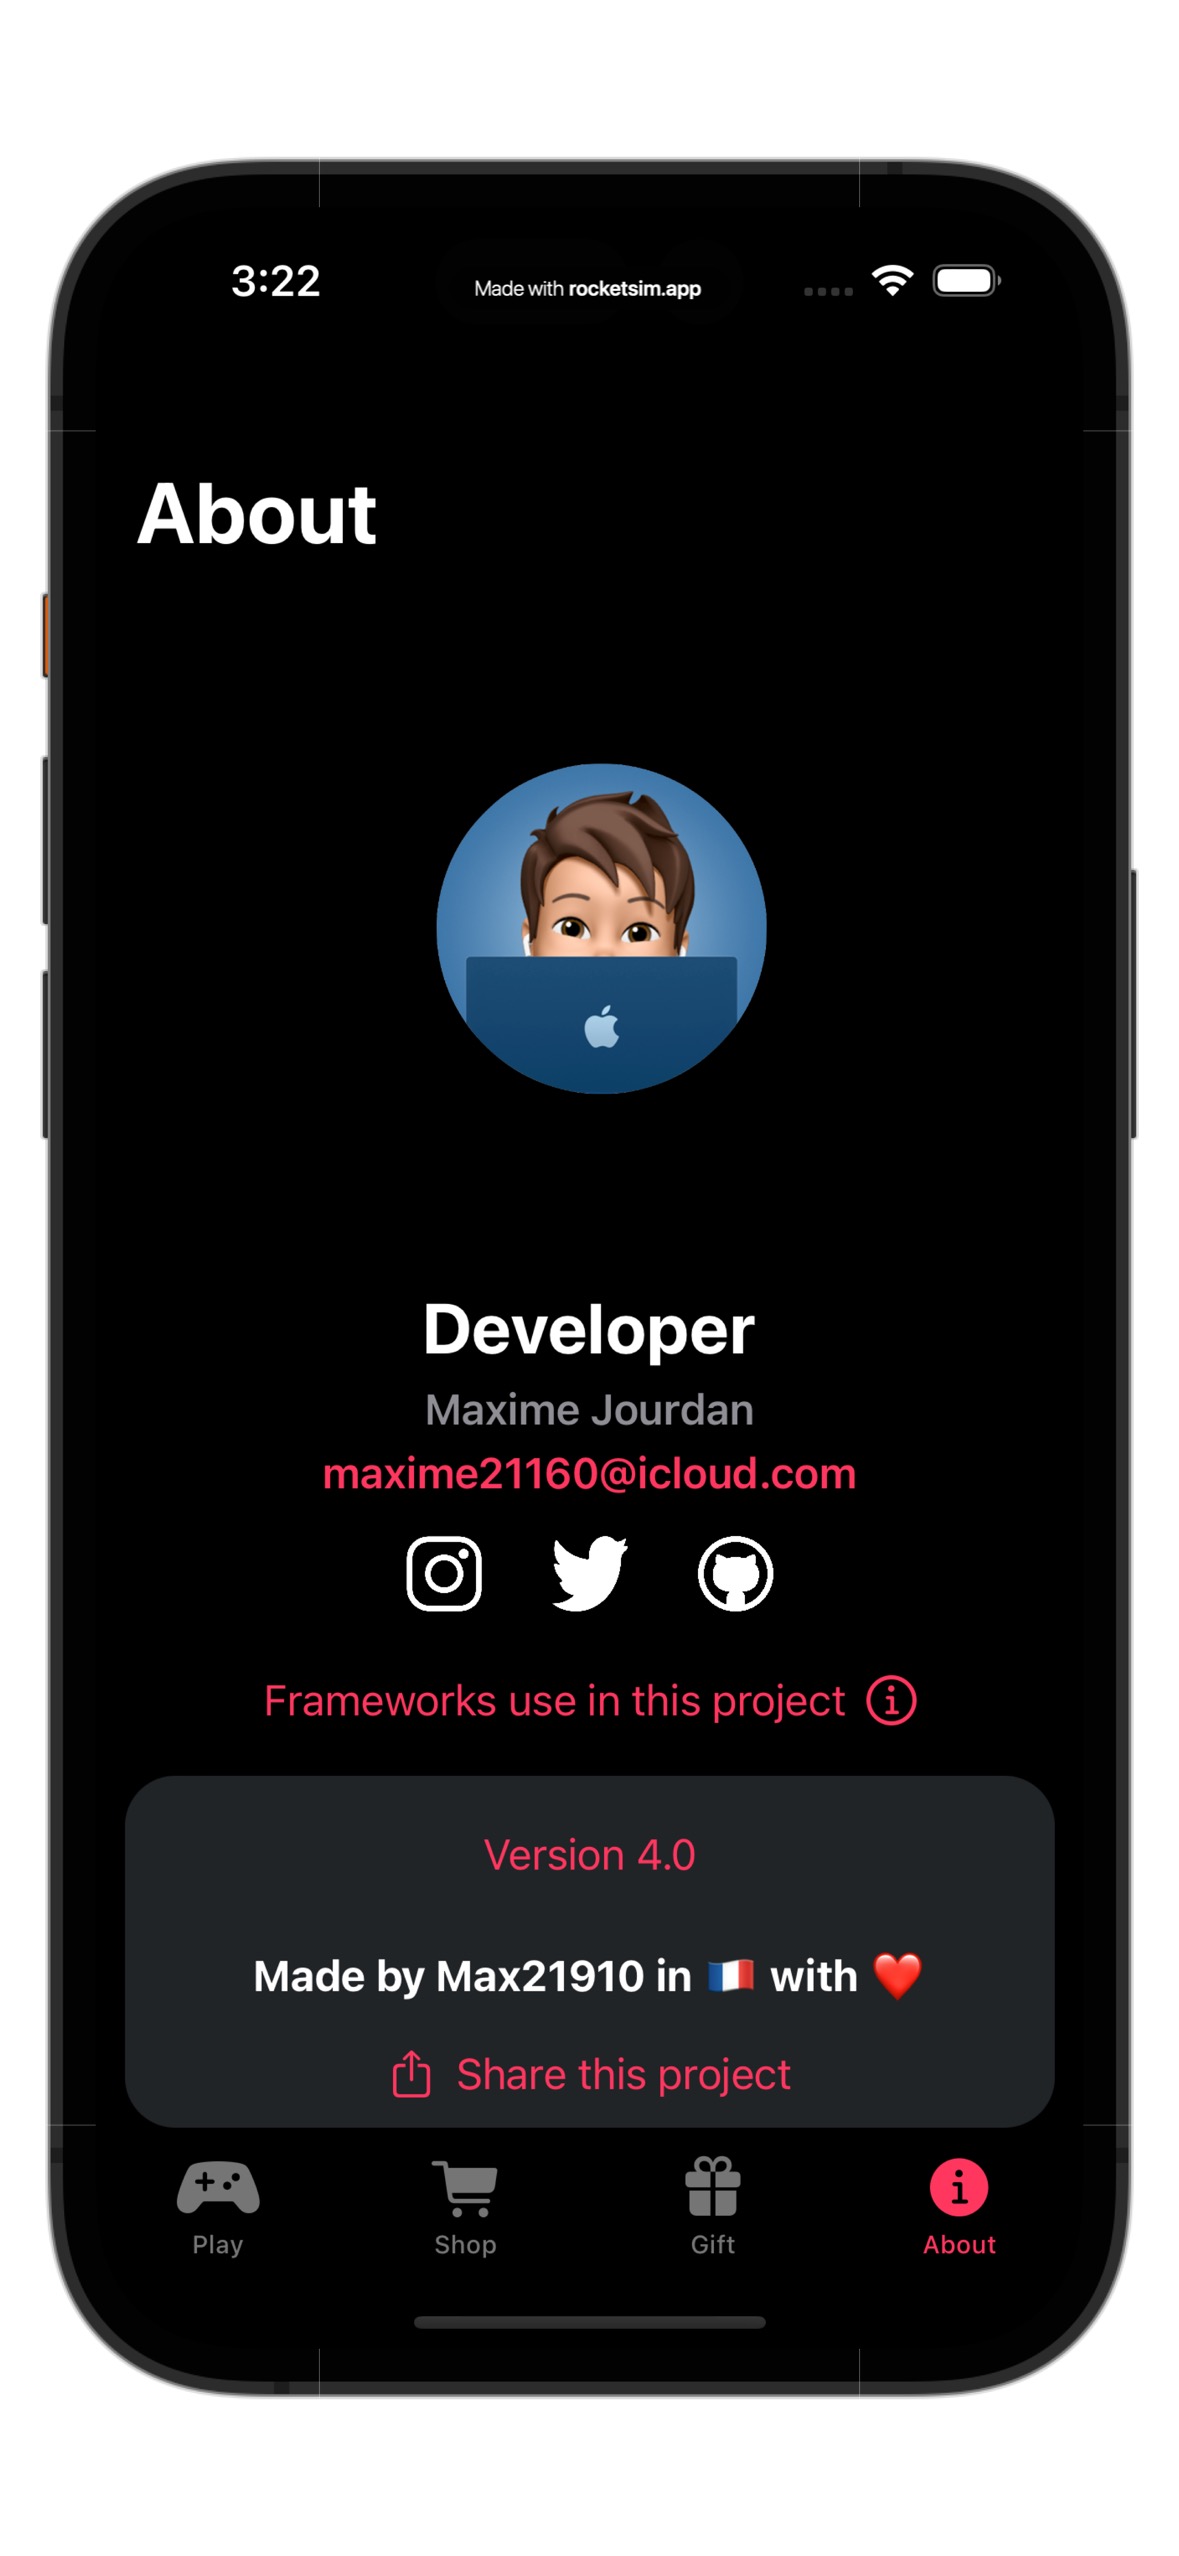 3:22
Made with rocketsim.app
About
Developer
Maxime Jourdan
maxime21160@icloud.com
Frameworks use in this project
Version 4.0
Made by Max21910 in 🇫🇷 with ❤️
Share this project
Play Shop Gift About